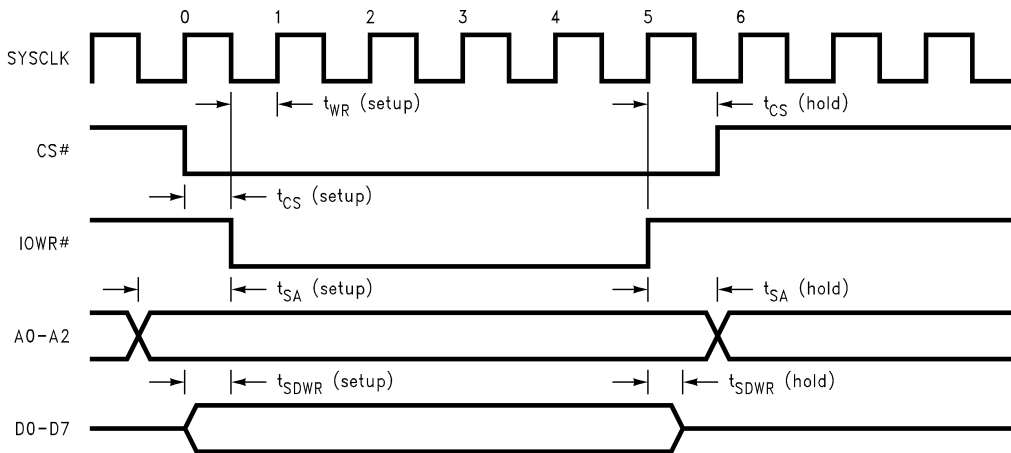 0 1 2 3 4 5 6
SYSCLK
t_WR (setup) t_CS (hold)
CS#
t_CS (setup)
IOWR#
t_SA (setup) t_SA (hold)
A0-A2
t_SDWR (setup) t_SDWR (hold)
D0-D7